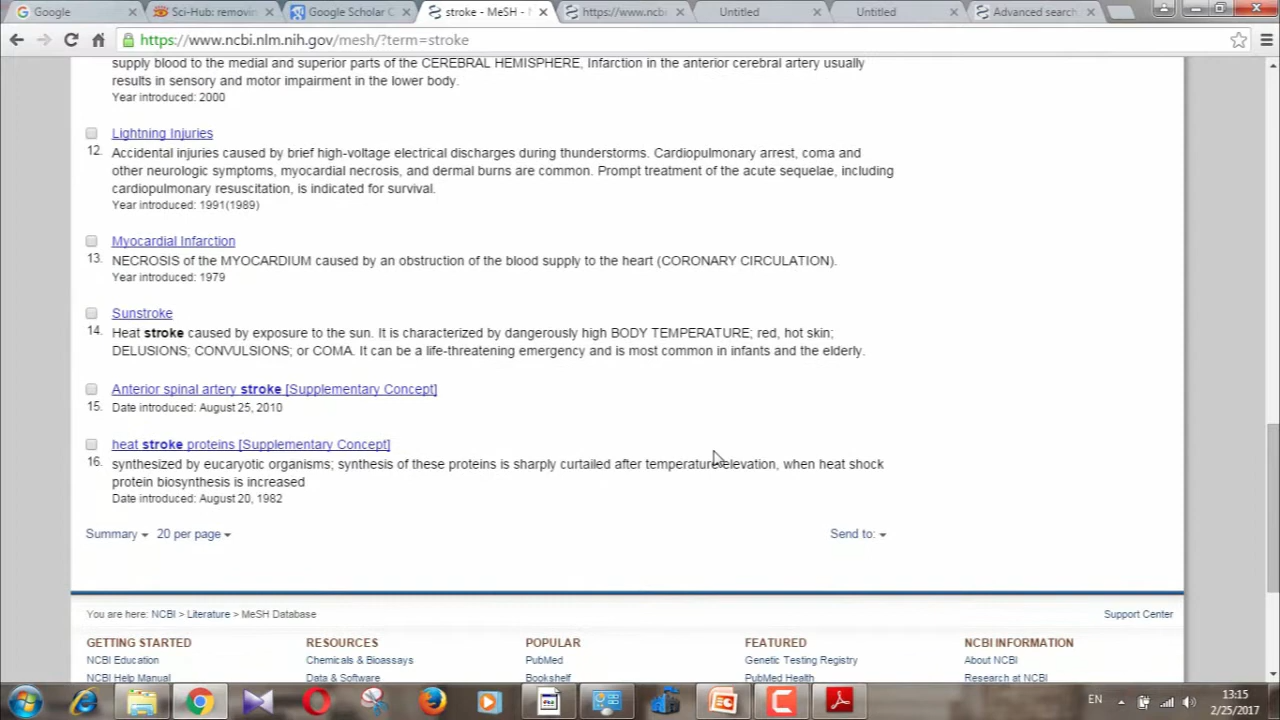 Google
Sci-Hub: removin
Google Scholar C
stroke - MeSH - N
https://www.ncb
Untitled
Untitled
Advanced search
https://www.ncbi.nlm.nih.gov/mesh/?term=stroke
supply blood to the medial and superior parts of the CEREBRAL HEMISPHERE, Infarction in the anterior cerebral artery usually
results in sensory and motor impairment in the lower body.
Year introduced: 2000
Lightning Injuries
12.
Accidental injuries caused by brief high-voltage electrical discharges during thunderstorms. Cardiopulmonary arrest, coma and
other neurologic symptoms, myocardial necrosis, and dermal burns are common. Prompt treatment of the acute sequelae, including
cardiopulmonary resuscitation, is indicated for survival.
Year introduced: 1991(1989)
Myocardial Infarction
13.
NECROSIS of the MYOCARDIUM caused by an obstruction of the blood supply to the heart (CORONARY CIRCULATION).
Year introduced: 1979
Sunstroke
14.
Heat stroke caused by exposure to the sun. It is characterized by dangerously high BODY TEMPERATURE; red, hot skin;
DELUSIONS; CONVULSIONS; or COMA. It can be a life-threatening emergency and is most common in infants and the elderly.
Anterior spinal artery stroke [Supplementary Concept]
15.
Date introduced: August 25, 2010
heat stroke proteins [Supplementary Concept]
16.
synthesized by eucaryotic organisms; synthesis of these proteins is sharply curtailed after temperature elevation, when heat shock
protein biosynthesis is increased
Date introduced: August 20, 1982
Summary
20 per page
Send to:
You are here: NCBI > Literature > MeSH Database
Support Center
GETTING STARTED
NCBI Education
NCBI Help Manual
RESOURCES
Chemicals & Bioassays
Data & Software
POPULAR
PubMed
Bookshelf
FEATURED
Genetic Testing Registry
PubMed Health
NCBI INFORMATION
About NCBI
Research at NCBI
EN
13:15
2/25/2017